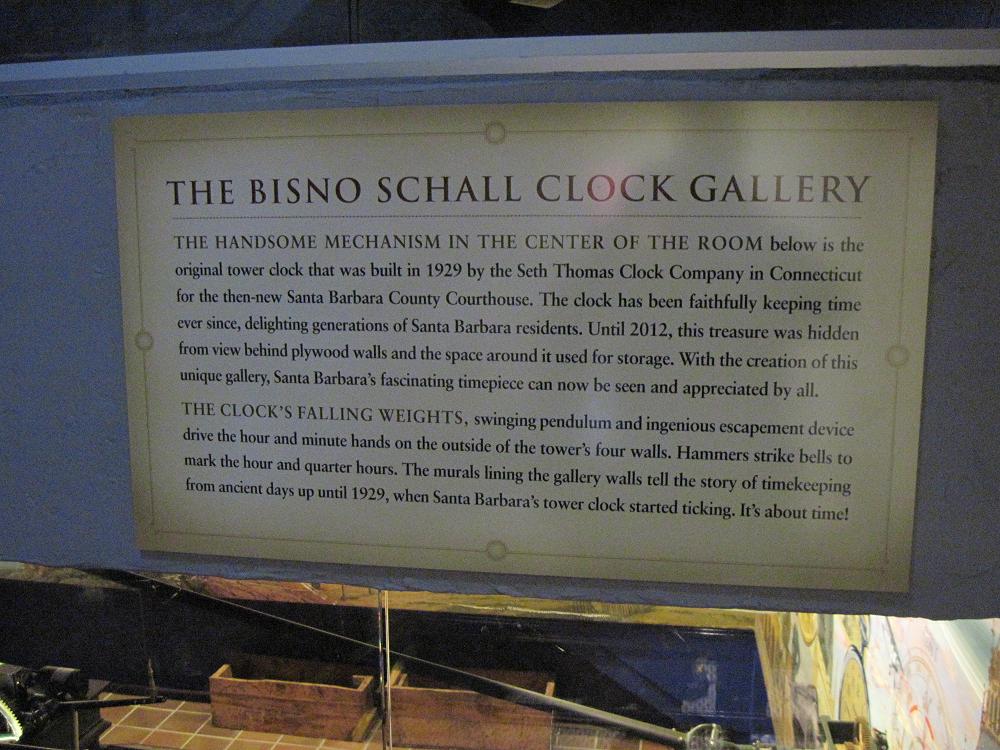 THE BISNO SCHALL CLOCK GALLERY
THE HANDSOME MECHANISM IN THE CENTER OF THE ROOM below is the
original tower clock that was built in 1929 by the Seth Thomas Clock Company in Connecticut
for the then-new Santa Barbara County Courthouse. The clock has been faithfully keeping time
ever since, delighting generations of Santa Barbara residents. Until 2012, this treasure was hidden
from view behind plywood walls and the space around it used for storage. With the creation of this
unique gallery, Santa Barbara's fascinating timepiece can now be seen and appreciated by all.
THE CLOCK'S FALLING WEIGHTS, swinging pendulum and ingenious escapement device
drive the hour and minute hands on the outside of the tower's four walls. Hammers strike bells to
mark the hour and quarter hours. The murals lining the gallery walls tell the story of timekeeping
from ancient days up until 1929, when Santa Barbara's tower clock started ticking. It's about time!